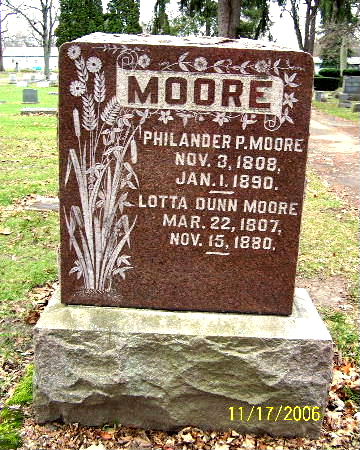 MOORE
PHILANDER P. MOORE
NOV. 3, 1808,
JAN. 1. 1890.
LOTTA DUNN MOORE
MAR. 22, 1807,
NOV. 15, 1880.
11/17/2006